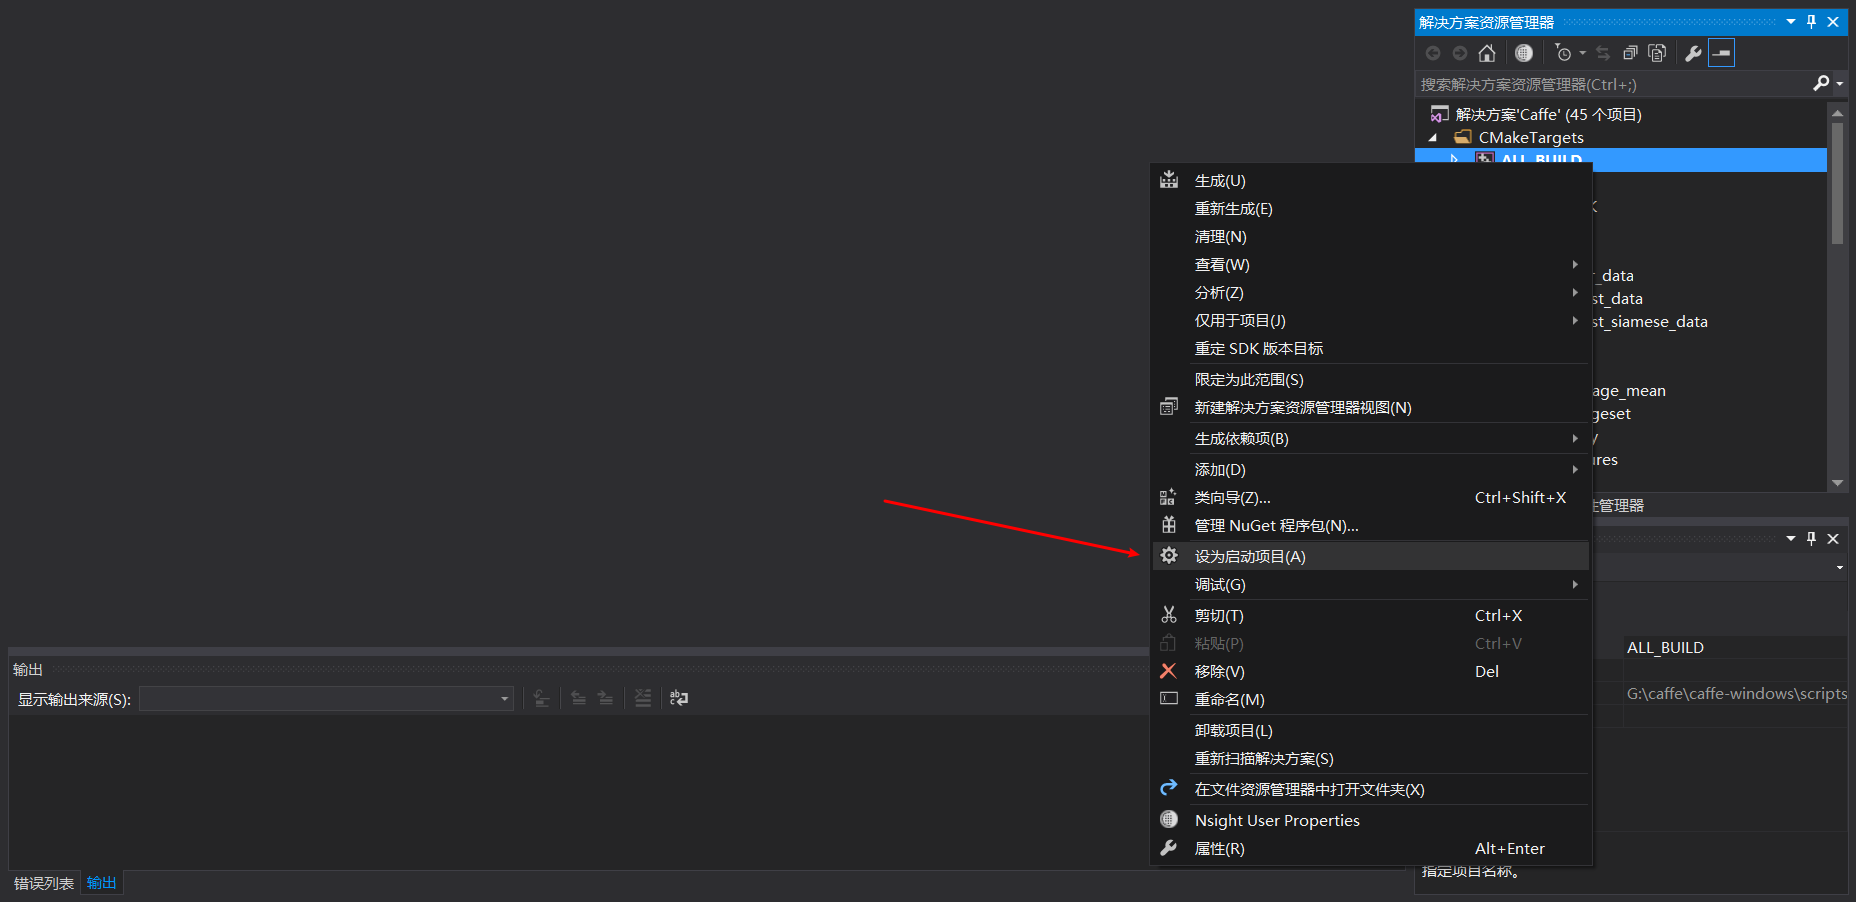 解决方案资源管理器
搜索解决方案资源管理器(Ctrl+;)
解决方案'Caffe' (45 个项目)
CMakeTargets
ALL_BUILD
r_data
st_data
st_siamese_data
age_mean
geset
y
ures
性管理器
生成(U)
重新生成(E)
清理(N)
查看(W)
分析(Z)
仅用于项目(J)
重定 SDK 版本目标
限定为此范围(S)
新建解决方案资源管理器视图(N)
生成依赖项(B)
添加(D)
类向导(Z)... Ctrl+Shift+X
管理 NuGet 程序包(N)...
设为启动项目(A)
调试(G)
剪切(T) Ctrl+X
粘贴(P) Ctrl+V
移除(V) Del
重命名(M)
卸载项目(L)
重新扫描解决方案(S)
在文件资源管理器中打开文件夹(X)
Nsight User Properties
属性(R) Alt+Enter
ALL_BUILD
G:\caffe\caffe-windows\scripts
指定项目名称。
输出
显示输出来源(S):
错误列表 输出